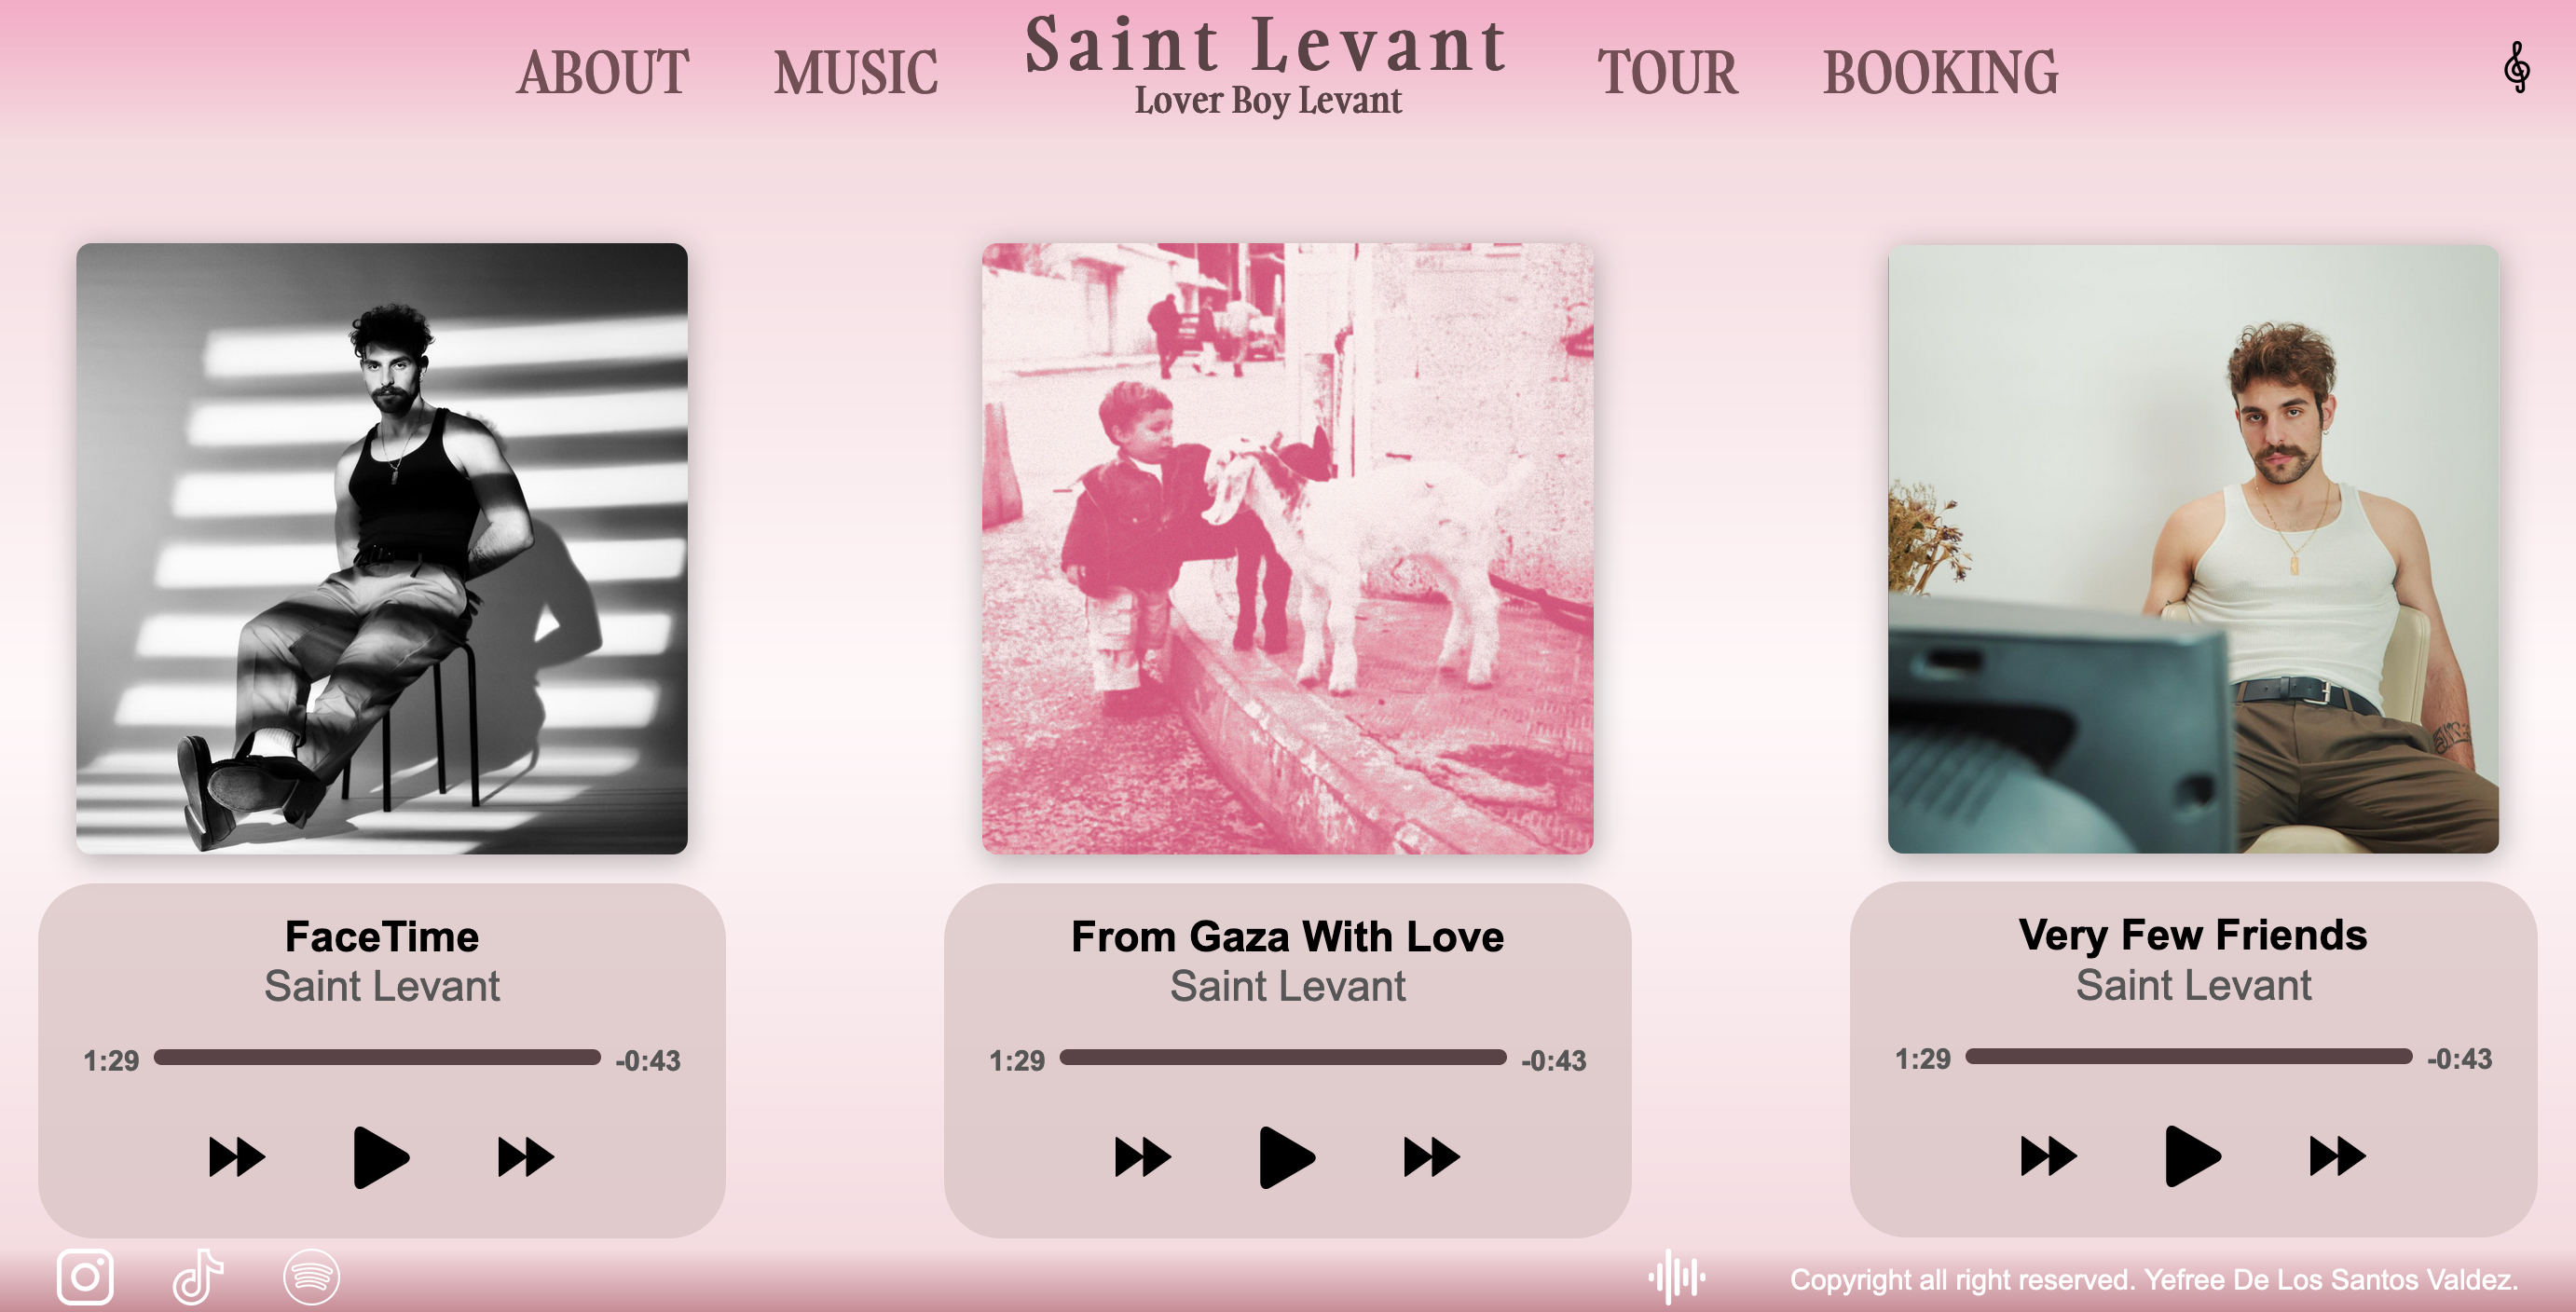 ABOUT
MUSIC
Saint Levant
Lover Boy Levant
TOUR
BOOKING
FaceTime
Saint Levant
1:29
-0:43
From Gaza With Love
Saint Levant
1:29
-0:43
Very Few Friends
Saint Levant
1:29
-0:43
Copyright all right reserved. Yefree De Los Santos Valdez.